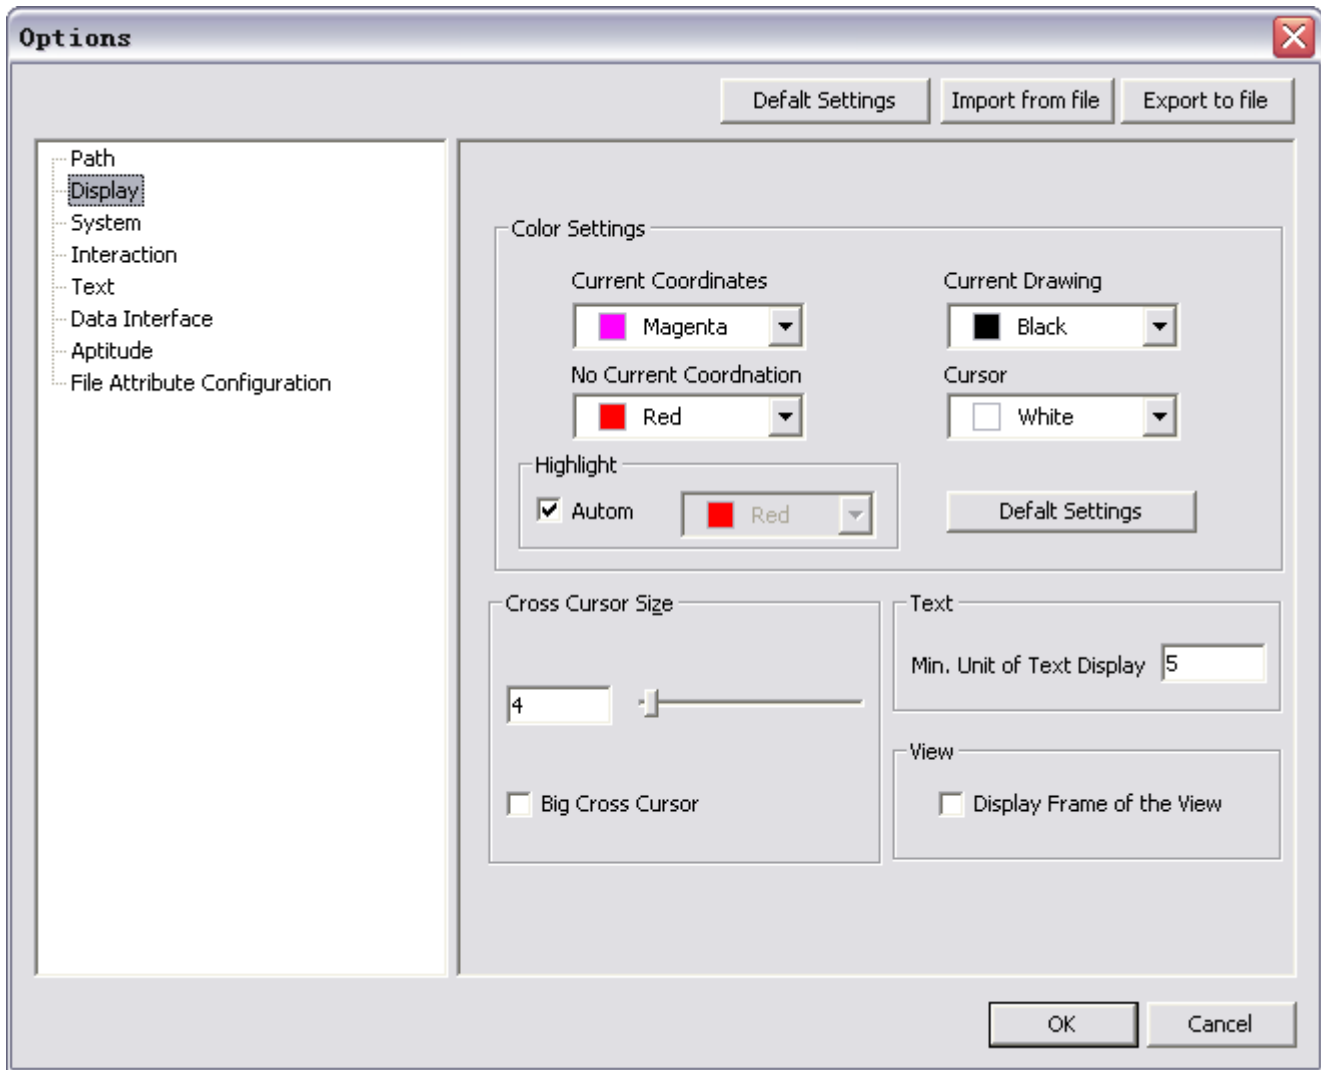 Options
Defalt Settings
Import from file
Export to file
Path
Display
System
Interaction
Text
Data Interface
Aptitude
File Attribute Configuration
Color Settings
Current Coordinates
Current Drawing
Magenta
Black
No Current Coordnation
Cursor
Red
White
Highlight
Autom
Red
Defalt Settings
Cross Cursor Size
4
Big Cross Cursor
Text
Min. Unit of Text Display
5
View
Display Frame of the View
OK
Cancel